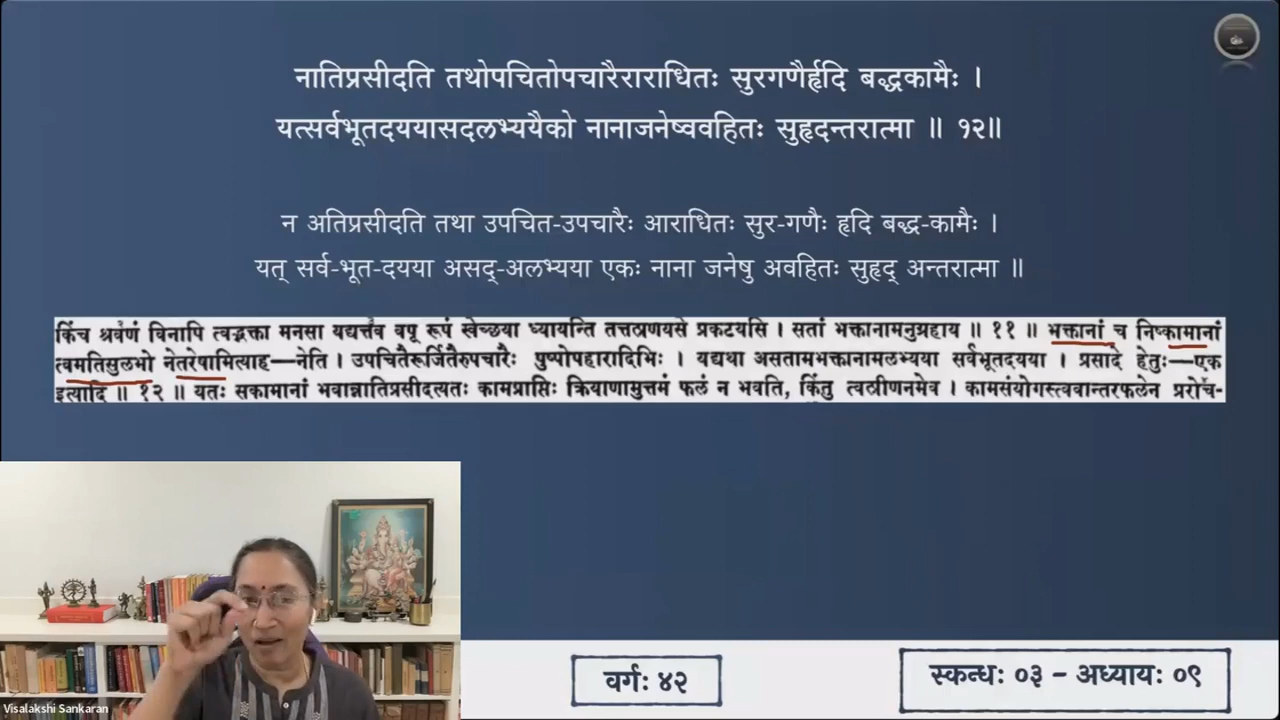 नातिप्रसीदति तथोपचितोपचारैराराधितः सुरगणैर्हृदि बद्धकामैः ।
यत्सर्वभूतदययासदलभ्ययैको नानाजनेष्ववहितः सुहृदन्तरात्मा ॥ १२॥
न अतिप्रसीदति तथा उपचित-उपचारैः आराधितः सुर-गणैः हृदि बद्ध-कामैः ।
यत् सर्व-भूत-दयया असद्-अलभ्यया एकः नाना जनेषु अवहितः सुहृद् अन्तरात्मा ॥
किंच श्रवणं विनापि त्वद्भक्ता मनसा यद्यत्तव वपू रूपं स्वेच्छया ध्यायन्ति तत्तत्प्रणयसे प्रकटयसि । सतां भक्तानामनुग्रहाय ॥ ११ ॥ भक्तानां च निष्कामानां
त्वमतिसुलभो नेतरेषामित्याह—नेति । उपचितैरूर्जितैरुपचारैः पुष्पोपहारादिभिः । यद्यथा असतामभक्तानामलभ्यया सर्वभूतदयया । प्रसादे हेतुः—एक
इत्यादि ॥ १२ ॥ यतः सकामानां भवान्नातिप्रसीदत्यतः कामप्राप्तिः क्रियाणामुत्तमं फलं न भवति, किंतु त्वत्प्रीणनमेव । कामसंयोगस्त्ववान्तरफलेन प्ररोच-
Visalakshi Sankaran
वर्गः ४२
स्कन्धः ०३ – अध्यायः ०९